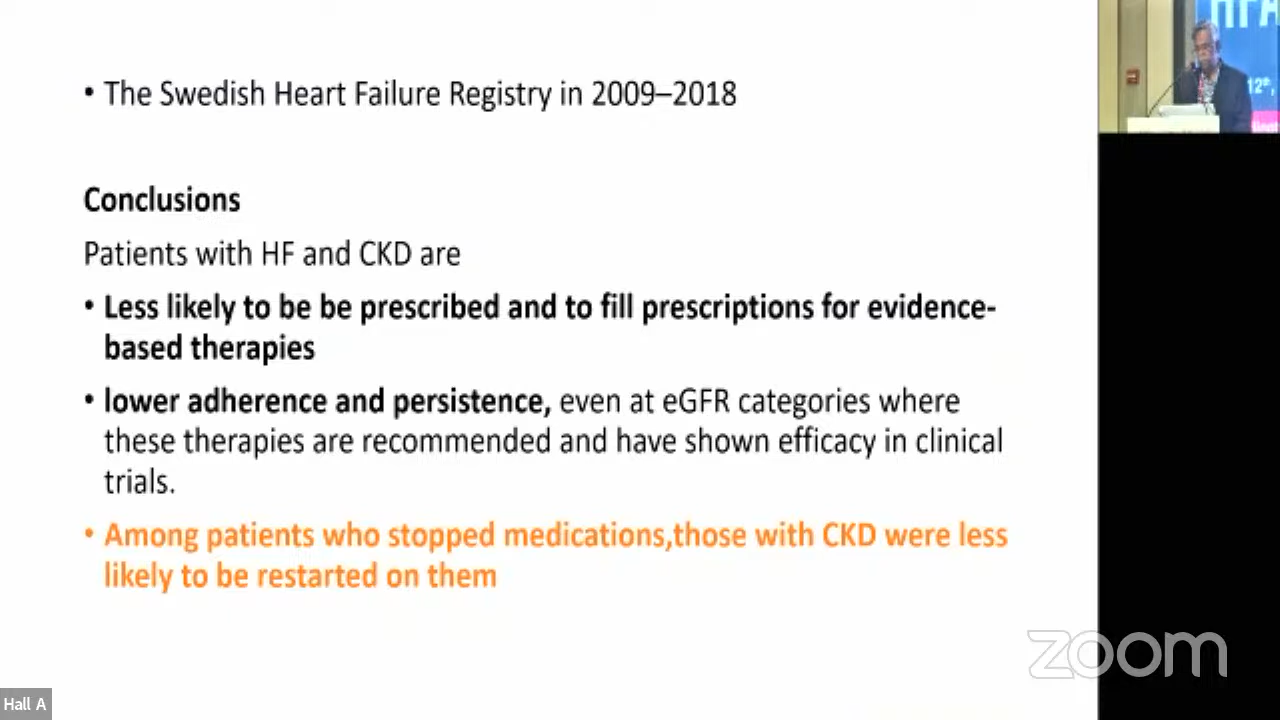 • The Swedish Heart Failure Registry in 2009–2018
Conclusions
Patients with HF and CKD are
• Less likely to be be prescribed and to fill prescriptions for evidence-
based therapies
• lower adherence and persistence, even at eGFR categories where
these therapies are recommended and have shown efficacy in clinical
trials.
• Among patients who stopped medications,those with CKD were less
likely to be restarted on them
HFA
12th,
zoom
Hall A